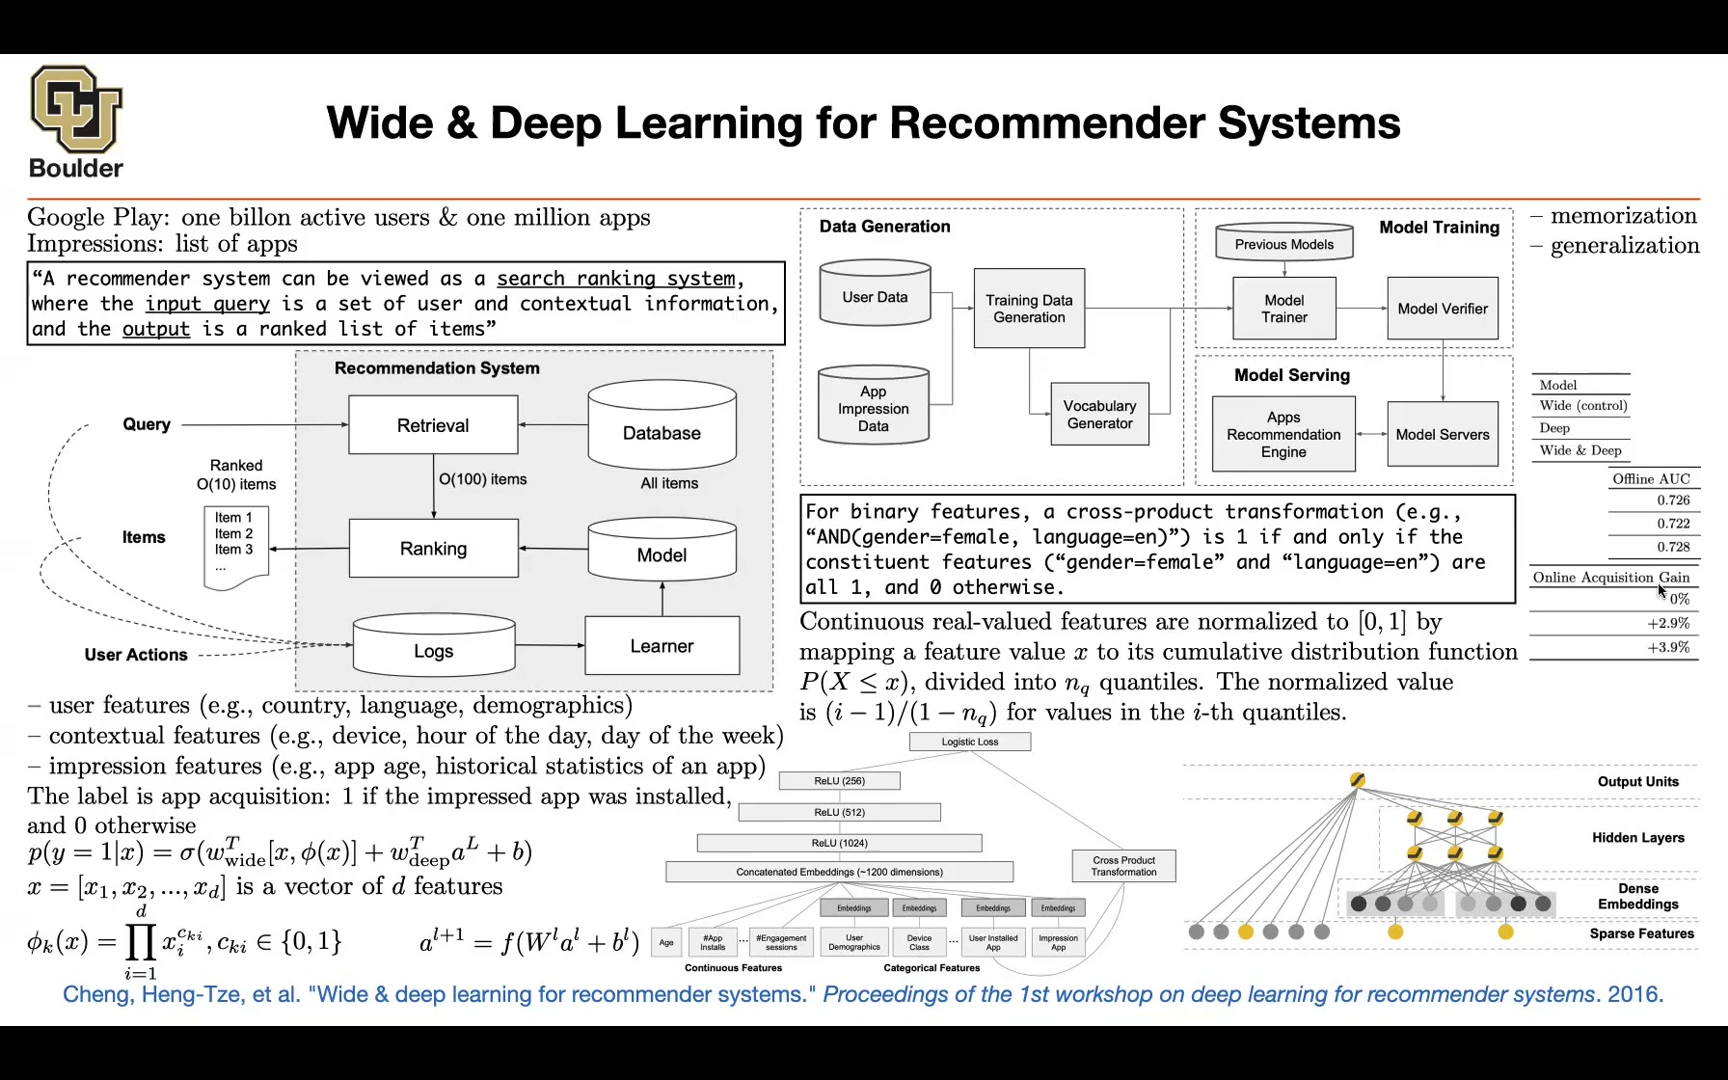 Boulder
Wide & Deep Learning for Recommender Systems
Google Play: one billon active users & one million apps
Impressions: list of apps
“A recommender system can be viewed as a search ranking system,
where the input query is a set of user and contextual information,
and the output is a ranked list of items”
Recommendation System
Query
Retrieval
Database
Ranked
O(10) items
O(100) items
All items
Items
Item 1
Item 2
Item 3
...
Ranking
Model
User Actions
Logs
Learner
– user features (e.g., country, language, demographics)
– contextual features (e.g., device, hour of the day, day of the week)
– impression features (e.g., app age, historical statistics of an app)
The label is app acquisition: 1 if the impressed app was installed,
and 0 otherwise
p(y = 1|x) = σ(w_wide^T[x, ϕ(x)] + w_deep^T a^L + b)
x = [x_1, x_2, ..., x_d] is a vector of d features
ϕ_k(x) = ∏_{i=1}^d x_i^{c_ki}, c_ki ∈ {0, 1}
a^{l+1} = f(W^l a^l + b^l)
Data Generation
User Data
Training Data
Generation
App
Impression
Data
Vocabulary
Generator
Model Training
Previous Models
Model
Trainer
Model Verifier
Model Serving
Apps
Recommendation
Engine
Model Servers
– memorization
– generalization
Model
Wide (control)
Deep
Wide & Deep
Offline AUC
0.726
0.722
0.728
Online Acquisition Gain
0%
+2.9%
+3.9%
For binary features, a cross-product transformation (e.g.,
“AND(gender=female, language=en)”) is 1 if and only if the
constituent features (“gender=female” and “language=en”) are
all 1, and 0 otherwise.
Continuous real-valued features are normalized to [0, 1] by
mapping a feature value x to its cumulative distribution function
P(X ≤ x), divided into n_q quantiles. The normalized value
is (i − 1)/(1 − n_q) for values in the i-th quantiles.
Logistic Loss
ReLU (256)
ReLU (512)
ReLU (1024)
Concatenated Embeddings (~1200 dimensions)
Cross Product
Transformation
Embeddings
Embeddings
Embeddings
Embeddings
Age
#App
Installs
...
#Engagement
sessions
User
Demographics
Device
Class
...
User Installed
App
Impression
App
Continuous Features
Categorical Features
Output Units
Hidden Layers
Dense
Embeddings
Sparse Features
Cheng, Heng-Tze, et al. "Wide & deep learning for recommender systems." Proceedings of the 1st workshop on deep learning for recommender systems. 2016.